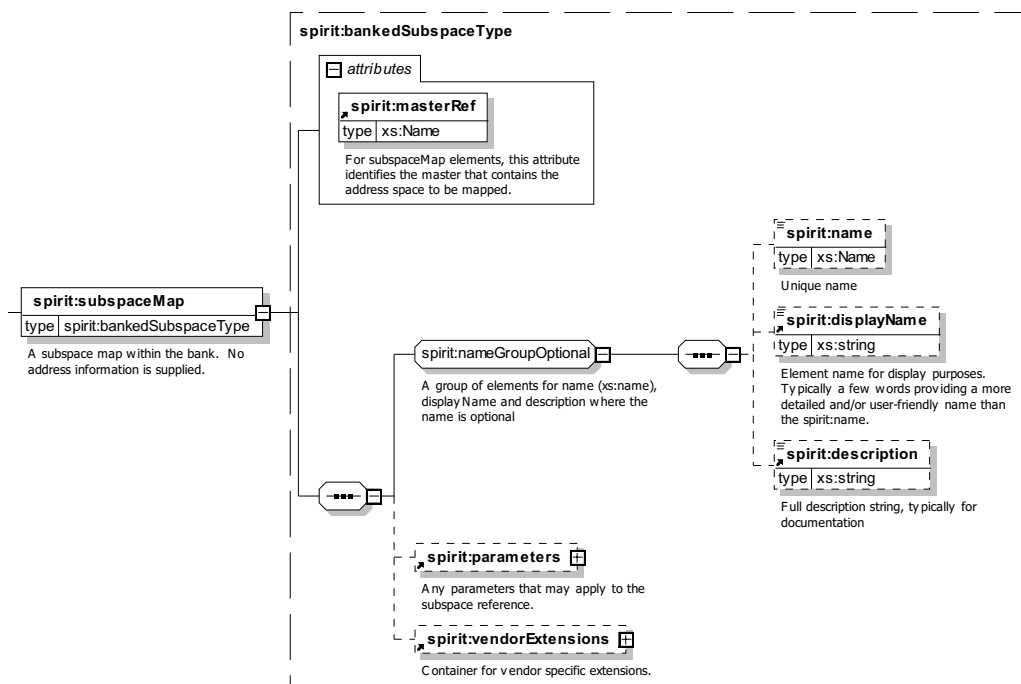 spirit:bankedSubspaceType
attributes
spirit:masterRef
type xs:Name
For subspaceMap elements, this attribute
identifies the master that contains the
address space to be mapped.
spirit:subspaceMap
type spirit:bankedSubspaceType
A subspace map within the bank. No
address information is supplied.
spirit:nameGroupOptional
A group of elements for name (xs:name),
displayName and description where the
name is optional
spirit:name
type xs:Name
Unique name
spirit:displayName
type xs:string
Element name for display purposes.
Typically a few words providing a more
detailed and/or user-friendly name than
the spirit:name.
spirit:description
type xs:string
Full description string, typically for
documentation
spirit:parameters
Any parameters that may apply to the
subspace reference.
spirit:vendorExtensions
Container for vendor specific extensions.